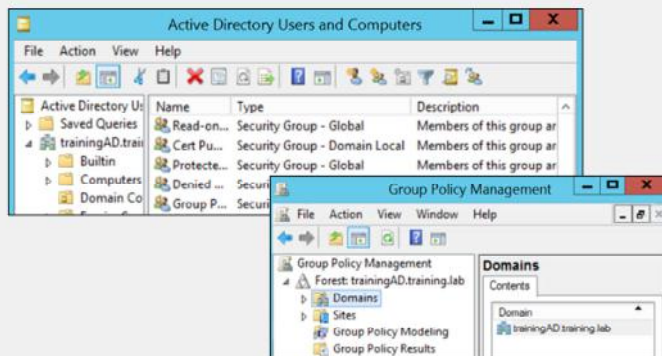 Active Directory Users and Computers
File Action View Help
Active Directory Us
Saved Queries
trainingAD.train
Builtin
Computers
Domain Co
Name Type Description
Read-on... Security Group - Global Members of this group ar
Cert Pu... Security Group - Domain Local Members of this group ar
Protecte... Security Group - Global Members of this group ar
Denied ... Securi
Group P... Securi
Group Policy Management
File Action View Window Help
Group Policy Management
Forest: trainingAD.training.lab
Domains
Sites
Group Policy Modeling
Group Policy Results
Domains
Contents
Domain
trainingAD.training.lab